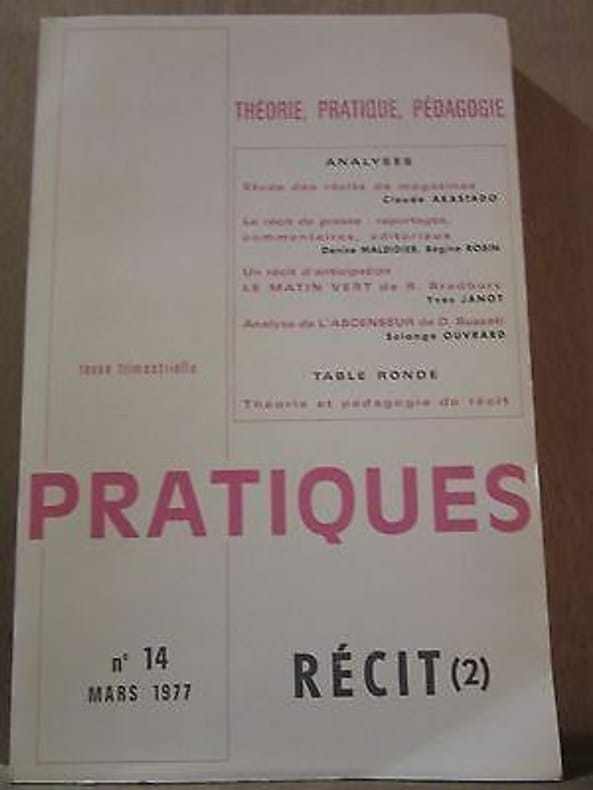 THÉORIE, PRATIQUE, PÉDAGOGIE
ANALYSES
Etude des récits de magazines
Claude ABASTADO
Le récit de presse : reportages,
commentaires, éditoriaux
Denise MALDIDIER, Régine ROBIN
Un récit d'anticipation
LE MATIN VERT de R. Bradbury
Yves JANOT
Analyse de L'ASCENSEUR de D. Buzzati
Solange OUVRARD
TABLE RONDE
Théorie et pédagogie du récit
revue trimestrielle
PRATIQUES
n° 14
MARS 1977
RÉCIT (2)